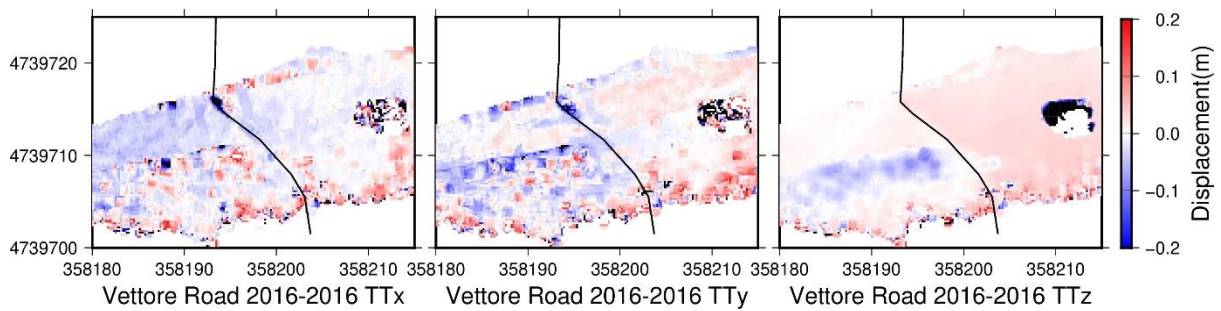 4739720
4739710
4739700
358180 358190 358200 358210
358180 358190 358200 358210
358180 358190 358200 358210
Vettore Road 2016-2016 TTx
Vettore Road 2016-2016 TTy
Vettore Road 2016-2016 TTz
0.2
0.1
0.0
−0.1
−0.2
Displacement(m)